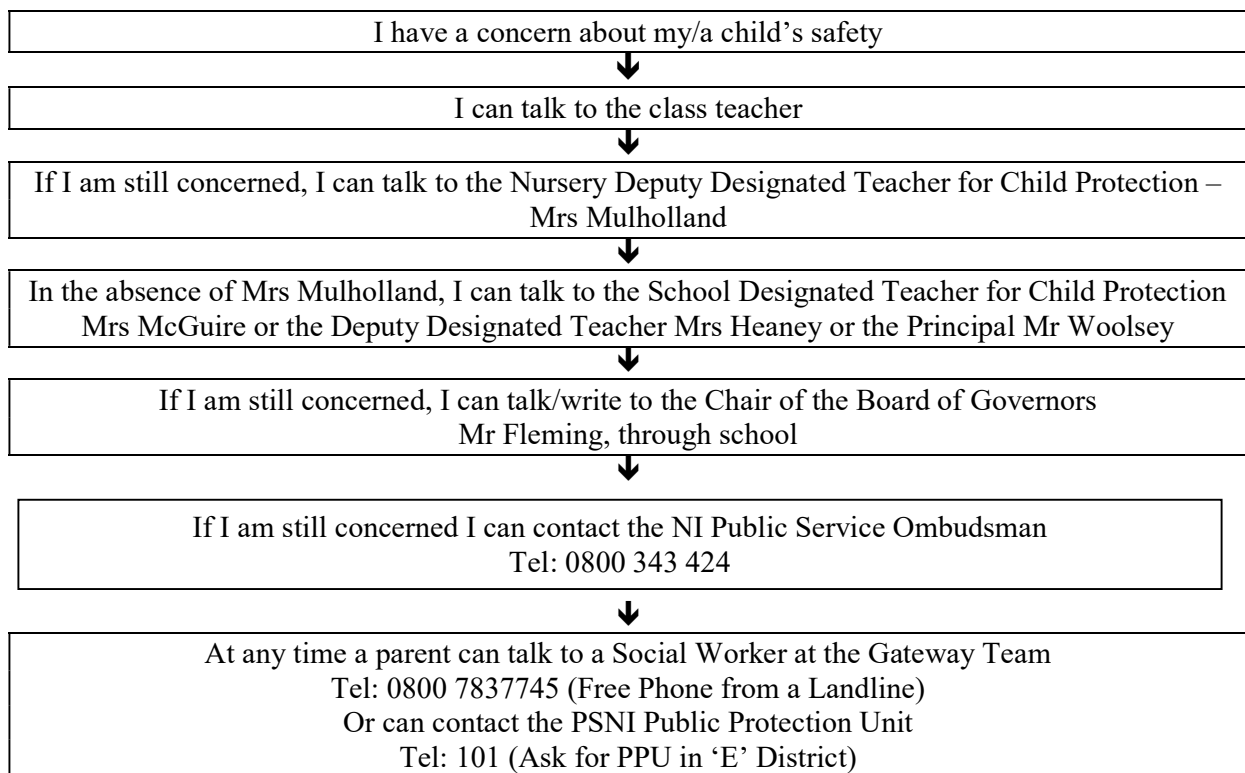 I have a concern about my/a child’s safety
I can talk to the class teacher
If I am still concerned, I can talk to the Nursery Deputy Designated Teacher for Child Protection –
Mrs Mulholland
In the absence of Mrs Mulholland, I can talk to the School Designated Teacher for Child Protection
Mrs McGuire or the Deputy Designated Teacher Mrs Heaney or the Principal Mr Woolsey
If I am still concerned, I can talk/write to the Chair of the Board of Governors
Mr Fleming, through school
If I am still concerned I can contact the NI Public Service Ombudsman
Tel: 0800 343 424
At any time a parent can talk to a Social Worker at the Gateway Team
Tel: 0800 7837745 (Free Phone from a Landline)
Or can contact the PSNI Public Protection Unit
Tel: 101 (Ask for PPU in ‘E’ District)